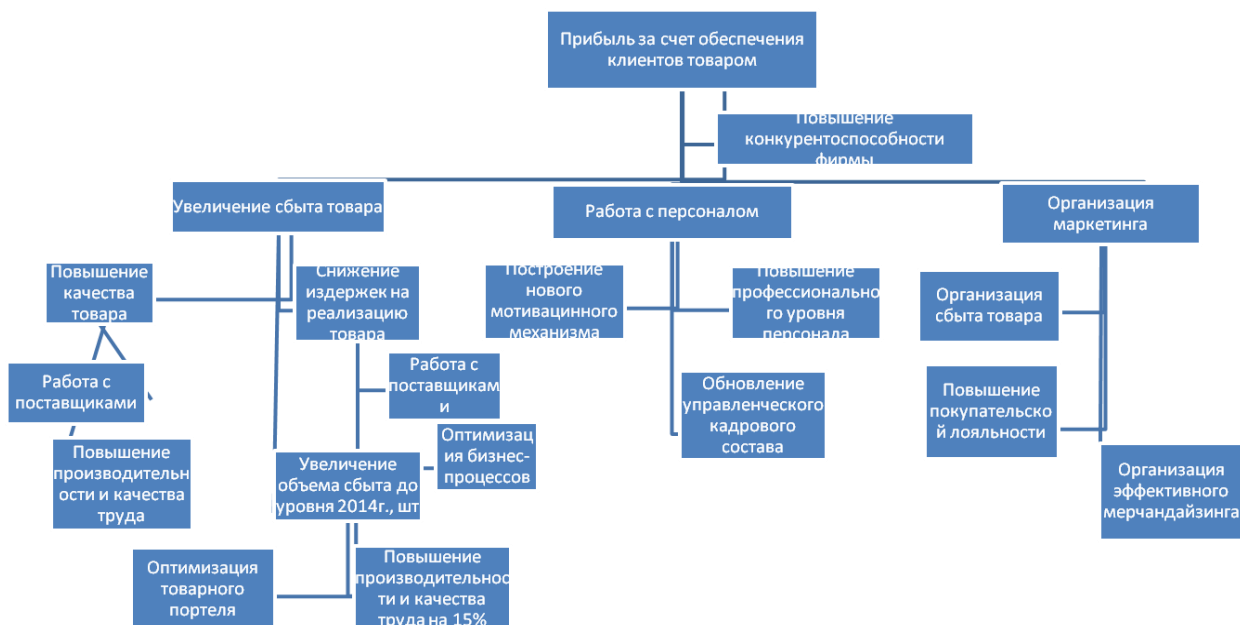 Прибыль за счет обеспечения
клиентов товаром
Повышение
конкурентоспособности
фирмы
Увеличение сбыта товара
Работа с персоналом
Организация
маркетинга
Повышение
качества
товара
Снижение
издержек на
реализацию
товара
Построение
нового
мотивацинного
механизма
Повышение
профессионально
го уровня
персонада
Организация
сбыта товара
Работа с
поставщиками
Работа с
поставщикам
и
Обновление
управленческого
кадрового
состава
Повышение
покупательско
й лояльности
Повышение
производительн
ости и качества
труда
Увеличение
объема сбыта до
уровня 2014г., шт
Оптимизац
ия бизнес-
процессов
Организация
эффективного
мерчандайзинга
Оптимизация
товарного
портеля
Повышение
производительнос
ти и качества
труда на 15%